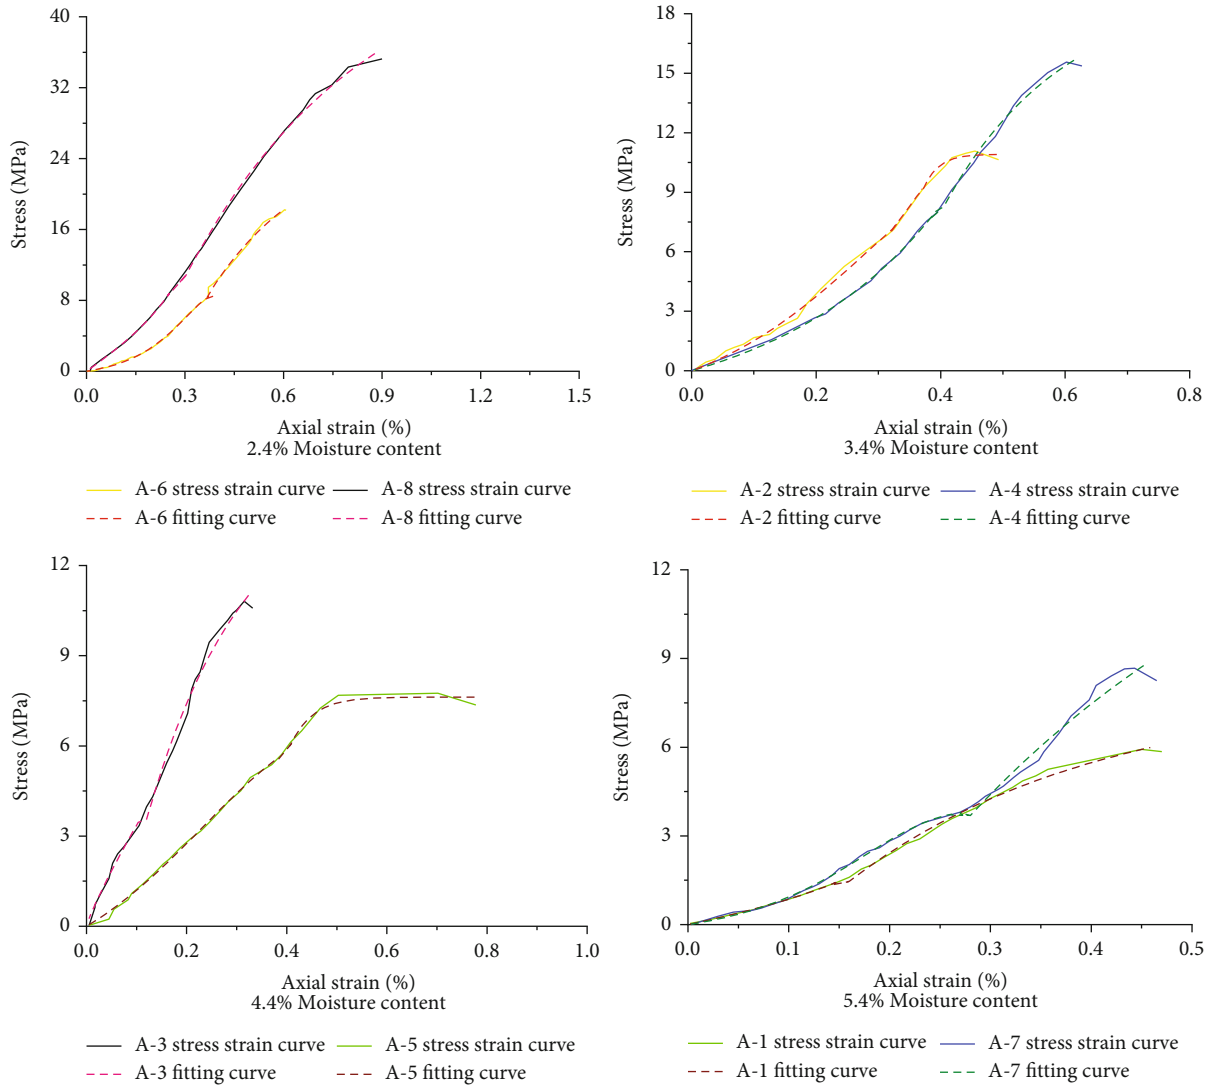 40
32
24
16
8
0
Stress (MPa)
0.0 0.3 0.6 0.9 1.2 1.5
Axial strain (%)
2.4% Moisture content
A-6 stress strain curve A-8 stress strain curve
A-6 fitting curve A-8 fitting curve
18
15
12
9
6
3
0
Stress (MPa)
0.0 0.2 0.4 0.6 0.8
Axial strain (%)
3.4% Moisture content
A-2 stress strain curve A-4 stress strain curve
A-2 fitting curve A-4 fitting curve
12
9
6
3
0
Stress (MPa)
0.0 0.2 0.4 0.6 0.8 1.0
Axial strain (%)
4.4% Moisture content
A-3 stress strain curve A-5 stress strain curve
A-3 fitting curve A-5 fitting curve
12
9
6
3
0
Stress (MPa)
0.0 0.1 0.2 0.3 0.4 0.5
Axial strain (%)
5.4% Moisture content
A-1 stress strain curve A-7 stress strain curve
A-1 fitting curve A-7 fitting curve